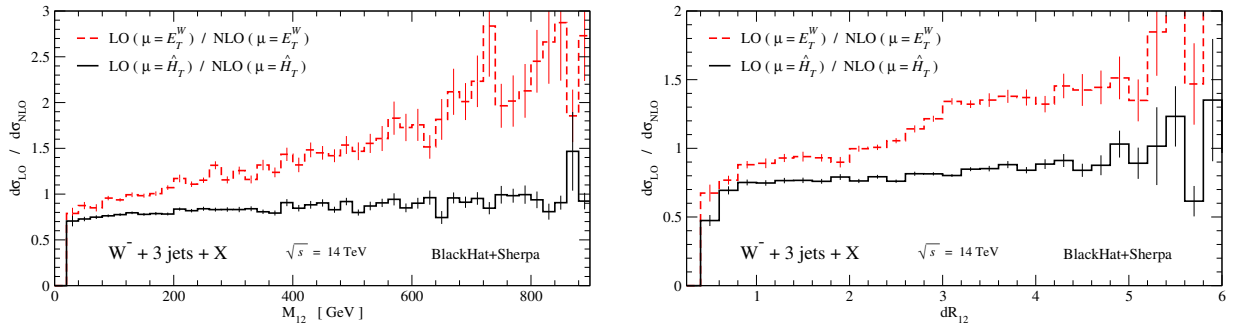 3
2.5
2
1.5
1
0.5
0
dσ_LO / dσ_NLO
LO ( μ = E_T^W ) / NLO ( μ = E_T^W )
LO ( μ = Ĥ_T ) / NLO ( μ = Ĥ_T )
W⁻ + 3 jets + X
√s = 14 TeV
BlackHat+Sherpa
0 200 400 600 800
M_12 [ GeV ]
2
1.5
1
0.5
0
dσ_LO / dσ_NLO
LO ( μ = E_T^W ) / NLO ( μ = E_T^W )
LO ( μ = Ĥ_T ) / NLO ( μ = Ĥ_T )
W⁻ + 3 jets + X
√s = 14 TeV
BlackHat+Sherpa
1 2 3 4 5 6
dR_12